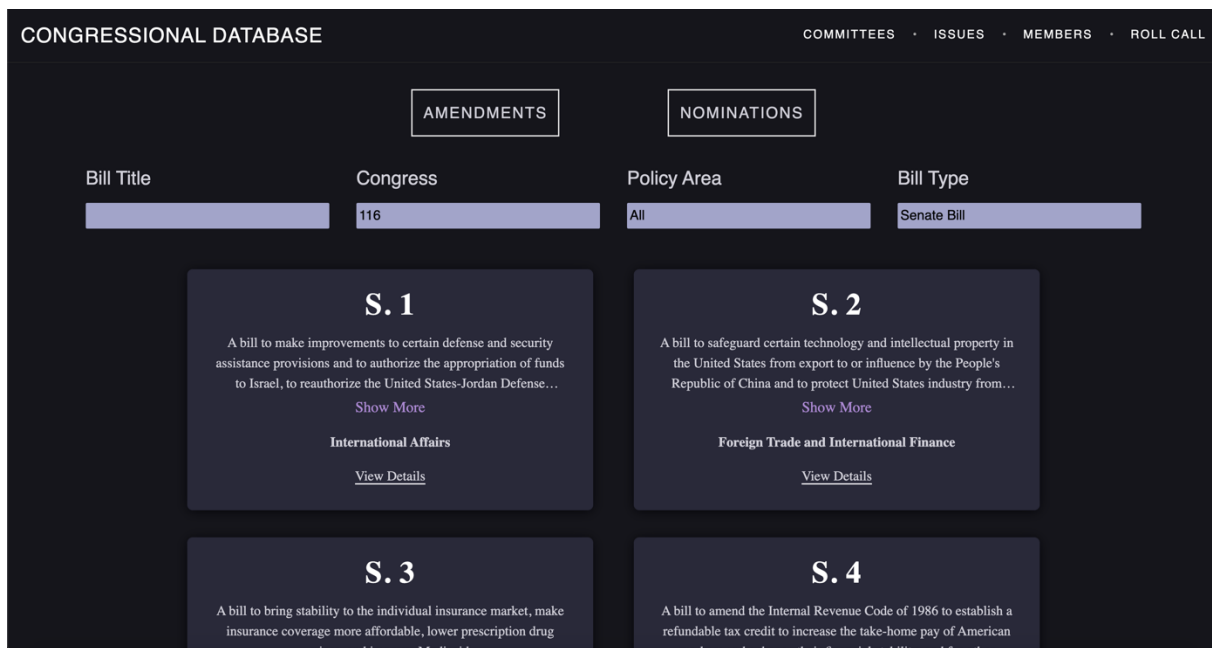 CONGRESSIONAL DATABASE
COMMITTEES · ISSUES · MEMBERS · ROLL CALL
AMENDMENTS
NOMINATIONS
Bill Title
Congress
Policy Area
Bill Type
116
All
Senate Bill
S. 1
A bill to make improvements to certain defense and security
assistance provisions and to authorize the appropriation of funds
to Israel, to reauthorize the United States-Jordan Defense…
Show More
International Affairs
View Details
S. 2
A bill to safeguard certain technology and intellectual property in
the United States from export to or influence by the People's
Republic of China and to protect United States industry from…
Show More
Foreign Trade and International Finance
View Details
S. 3
A bill to bring stability to the individual insurance market, make
insurance coverage more affordable, lower prescription drug
S. 4
A bill to amend the Internal Revenue Code of 1986 to establish a
refundable tax credit to increase the take-home pay of American